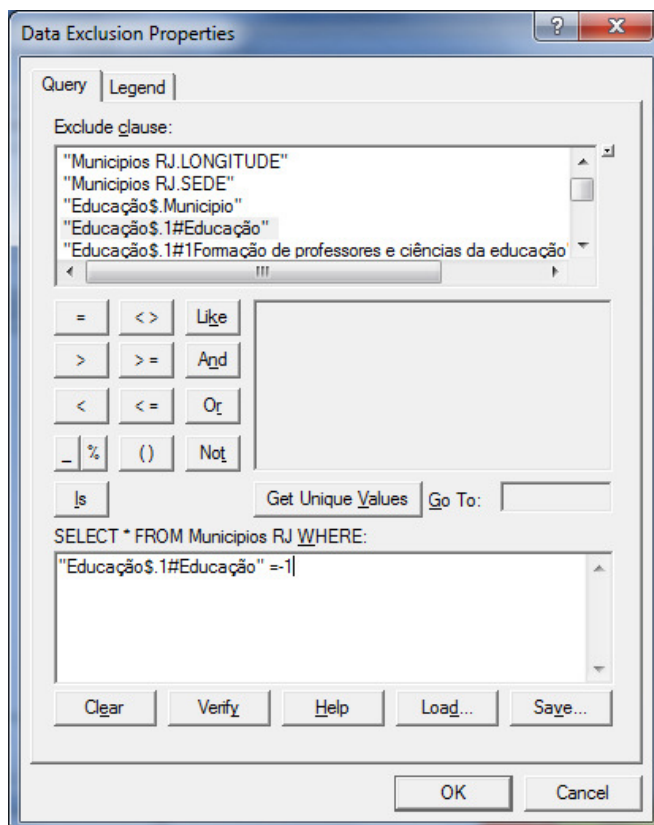 Data Exclusion Properties
Query Legend
Exclude clause:
"Municipios RJ.LONGITUDE"
"Municipios RJ.SEDE"
"Educação$.Municipio"
"Educação$.1#Educação"
"Educação$.1#1Formação de professores e ciências da educação"
= <> Like
> >= And
< <= Or
_ % () Not
Is Get Unique Values Go To:
SELECT * FROM Municipios RJ WHERE:
"Educação$.1#Educação" =-1
Clear Verify Help Load... Save...
OK Cancel